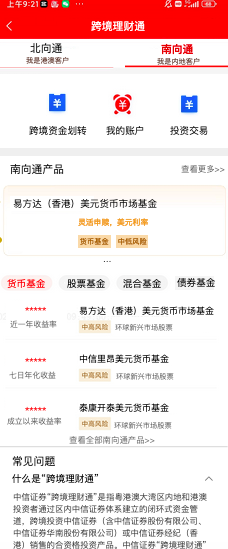 上午9:21
跨境理财通
北向通
我是港澳客户
南向通
我是内地客户
跨境资金划转
我的账户
投资交易
南向通产品
查看更多>>
易方达（香港）美元货币市场基金
灵活申赎，美元利率
货币基金
中低风险
...
货币基金
股票基金
混合基金
债券基金
*****
近一年收益率
易方达（香港）美元货币市场基金
中高风险
环球新兴市场股票
*****
七日年化收益
中信里昂美元货币基金
中高风险
环球新兴市场股票
*****
成立以来收益率
泰康开泰美元货币基金
中高风险
环球新兴市场股票
查看全部南向通产品>>
常见问题
什么是“跨境理财通”
中信证券“跨境理财通”是指粤港澳大湾区内地和港澳
投资者通过区内中信证券体系建立的闭环式资金管
道，跨境投资中信证券（含中信证券股份有限公司、
中信证券华南股份有限公司）或中信证券经纪（香
港）销售的合资格投资产品。中信证券“跨境理财通”